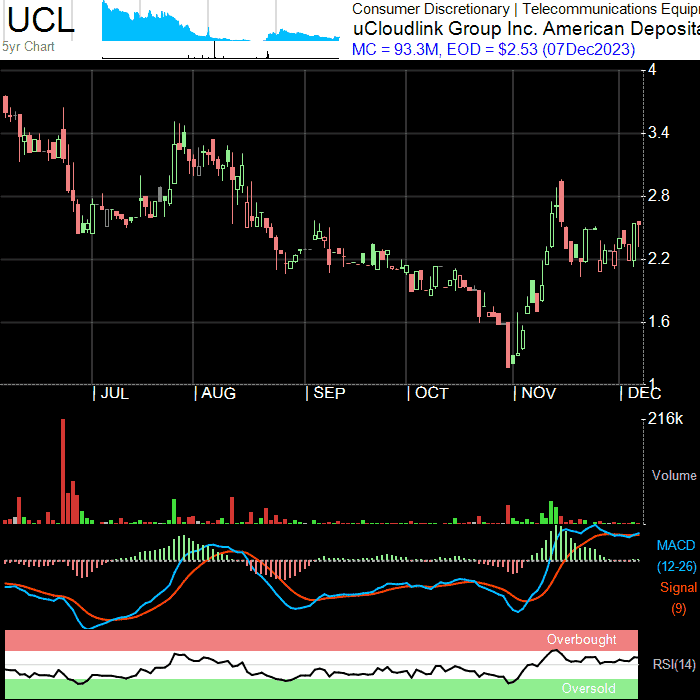 UCL
5yr Chart
Consumer Discretionary | Telecommunications Equip
uCloudlink Group Inc. American Deposita
MC = 93.3M, EOD = $2.53 (07Dec2023)
4
3.4
2.8
2.2
1.6
1
JUL AUG SEP OCT NOV DEC
216k
Volume
MACD
(12-26)
Signal
(9)
Overbought
RSI(14)
Oversold